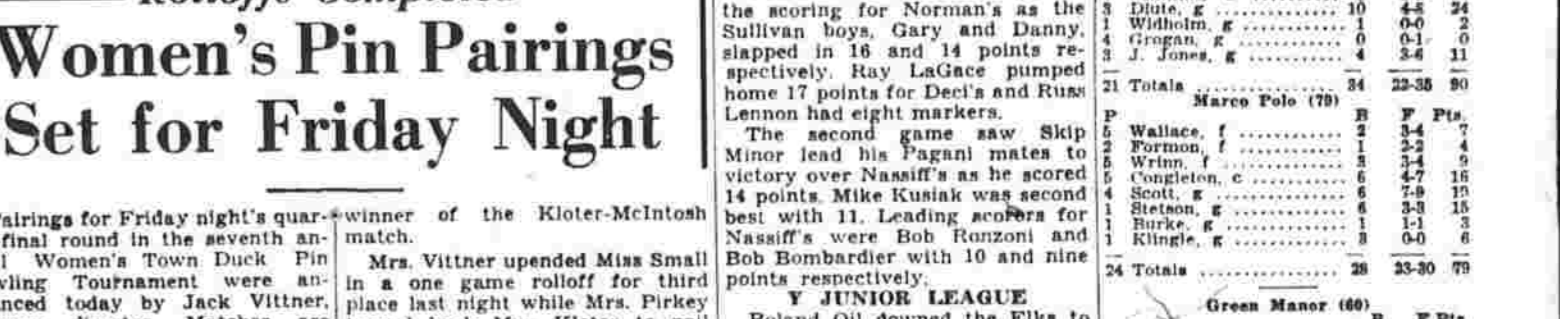 Women's Pin Pairings
Set for Friday Night
airings for Friday night's quar-
final round in the seventh an-
l Women's Town Duck Pin
wling Tournament were an-
nced today by Jack Vittner,
winner of the Kloter-McIntosh
match.
Mrs. Vittner upended Miss Small
in a one game rolloff for third
place last night while Mrs. Pirkey
the scoring for Norman's as the
Sullivan boys, Gary and Danny,
slapped in 16 and 14 points re-
spectively. Ray LaGace pumped
home 17 points for Deci's and Russ
Lennon had eight markers.
The second game saw Skip
Minor lead his Pagani mates to
victory over Nassiff's as he scored
14 points. Mike Kusiak was second
best with 11. Leading scorers for
Nassiff's were Bob Ronzoni and
Bob Bombardier with 10 and nine
points respectively.
Y JUNIOR LEAGUE
Roland Oil downed the Elks to
3 Diute, g ............ 10 4-8 24
1 Widholm, g ............ 1 0-0 2
4 Grogan, g ............ 0 0-1 0
3 J. Jones, g ............ 4 3-6 11
21 Totals ............ 34 22-35 90
Marco Polo (79)
P B F Pts.
5 Wallace, f ............ 2 3-4 7
2 Formon, f ............ 1 2-2 4
5 Wrinn, f ............ 3 3-4 9
5 Congleton, c ............ 6 4-7 16
4 Scott, g ............ 6 7-9 19
1 Stetson, g ............ 6 3-3 15
1 Burke, g ............ 1 1-1 3
1 Klingle, g ............ 3 0-0 6
24 Totals ............ 28 23-30 79
Green Manor (60)